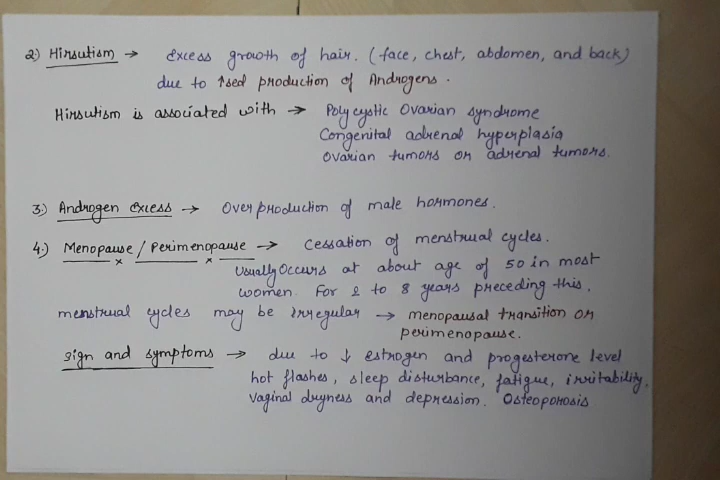 2.) Hirsutism → Excess growth of hair. (face, chest, abdomen, and back)
due to ↑sed production of Androgens.
Hirsutism is associated with → Polycystic Ovarian syndrome
Congenital adrenal hyperplasia
Ovarian tumors or adrenal tumors.
3.) Androgen excess → Overproduction of male hormones.
4.) Menopause / Perimenopause → Cessation of menstrual cycles.
Usually Occurs at about age of 50 in most
women. For 2 to 8 years preceding this,
menstrual cycles may be irregular → menopausal transition or
perimenopause.
sign and symptoms → due to ↓ estrogen and progesterone level
hot flashes, sleep disturbance, fatigue, irritability,
vaginal dryness and depression. Osteoporosis